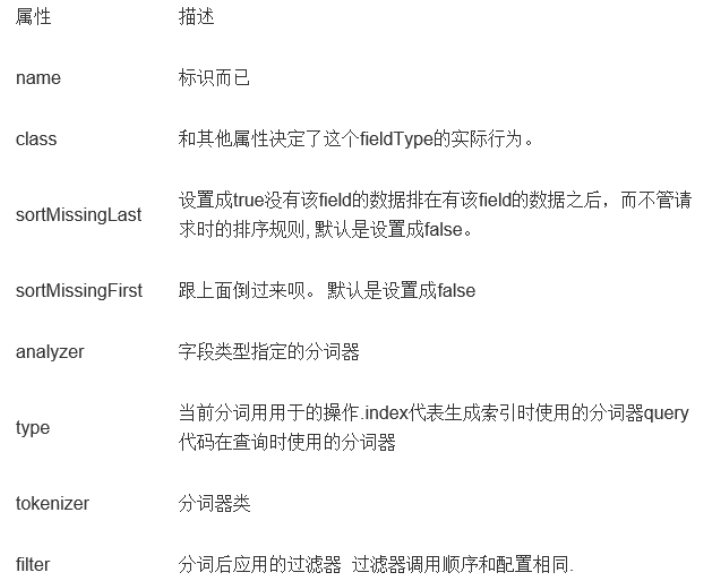 属性 描述
name 标识而已
class 和其他属性决定了这个fieldType的实际行为。
sortMissingLast 设置成true没有该field的数据排在有该field的数据之后，而不管请
求时的排序规则, 默认是设置成false。
sortMissingFirst 跟上面倒过来呗。 默认是设置成false
analyzer 字段类型指定的分词器
type 当前分词用用于的操作.index代表生成索引时使用的分词器query
代码在查询时使用的分词器
tokenizer 分词器类
filter 分词后应用的过滤器 过滤器调用顺序和配置相同.